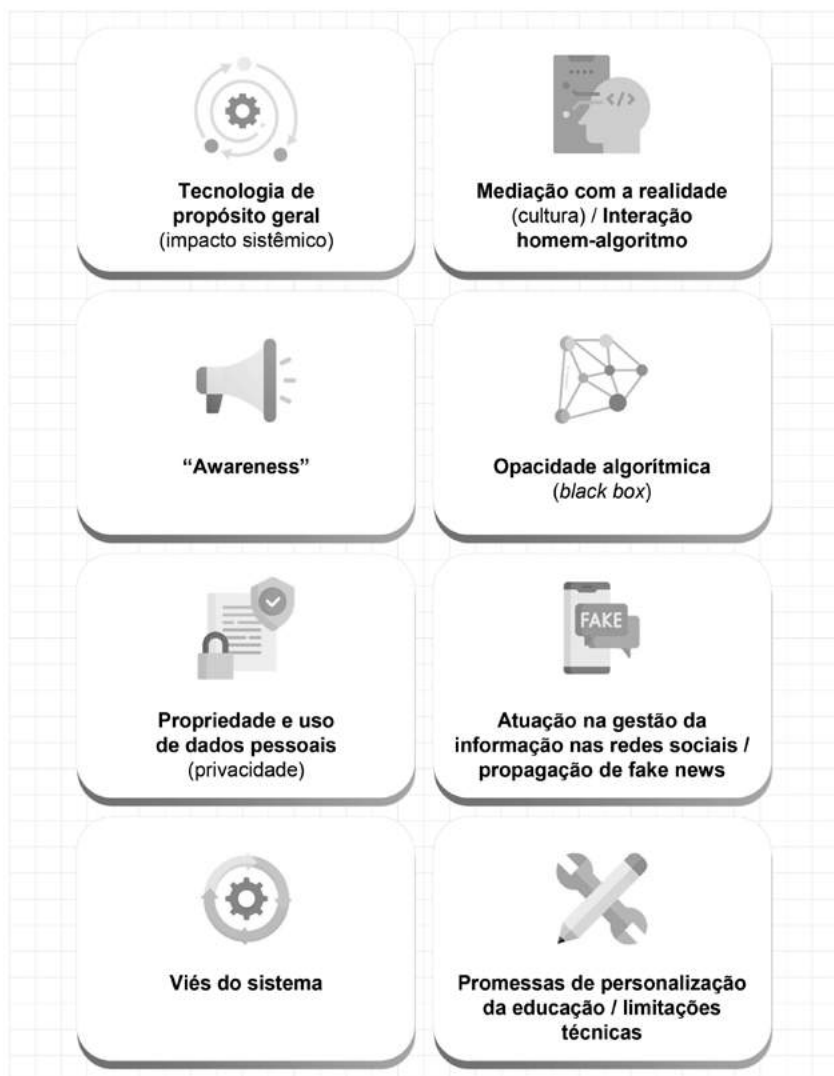 Tecnologia de
propósito geral
(impacto sistêmico)
Mediação com a realidade
(cultura) / Interação
homem-algoritmo
</>
“Awareness”
Opacidade algorítmica
(black box)
Propriedade e uso
de dados pessoais
(privacidade)
FAKE
Atuação na gestão da
informação nas redes sociais /
propagação de fake news
Viés do sistema
Promessas de personalização
da educação / limitações
técnicas